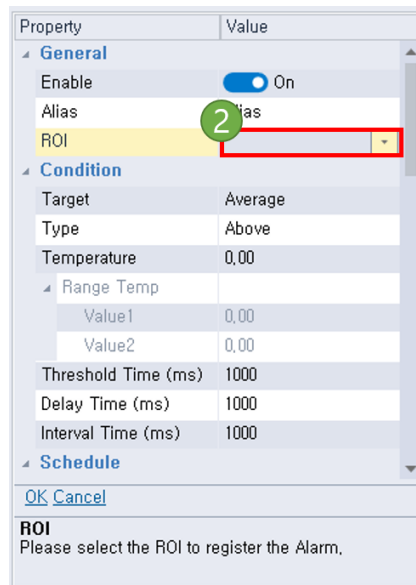 Property Value
General
Enable On
Alias ias
ROI
2
Condition
Target Average
Type Above
Temperature 0,00
Range Temp
Value1 0,00
Value2 0,00
Threshold Time (ms) 1000
Delay Time (ms) 1000
Interval Time (ms) 1000
Schedule
OK Cancel
ROI
Please select the ROI to register the Alarm,